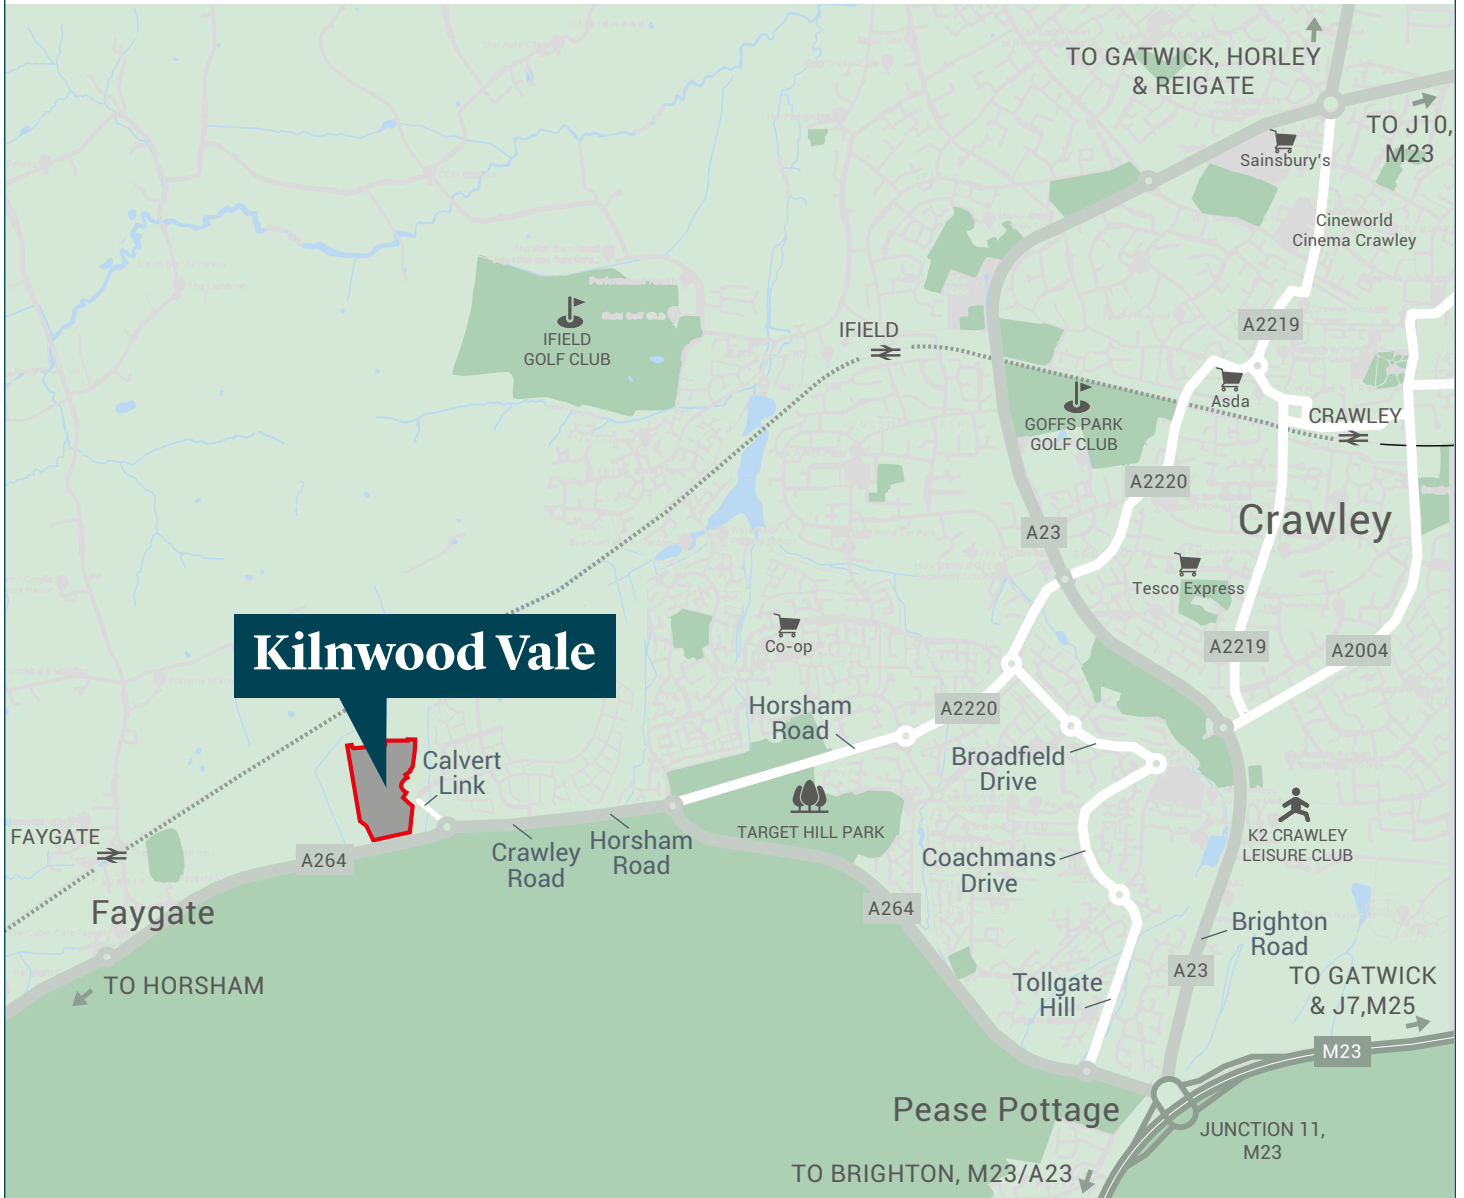 TO GATWICK, HORLEY
& REIGATE
TO J10,
M23
Sainsbury's
Cineworld
Cinema Crawley
A2219
IFIELD
IFIELD
GOLF CLUB
Asda
CRAWLEY
GOFFS PARK
GOLF CLUB
A2220
Crawley
A23
Tesco Express
Co-op
A2219
A2004
Kilnwood Vale
Horsham
Road
A2220
Broadfield
Drive
Calvert
Link
FAYGATE
Faygate
A264
Crawley
Road
Horsham
Road
TARGET HILL PARK
K2 CRAWLEY
LEISURE CLUB
Coachmans
Drive
A264
Brighton
Road
A23
TO HORSHAM
Tollgate
Hill
TO GATWICK
& J7,M25
M23
Pease Pottage
JUNCTION 11,
M23
TO BRIGHTON, M23/A23